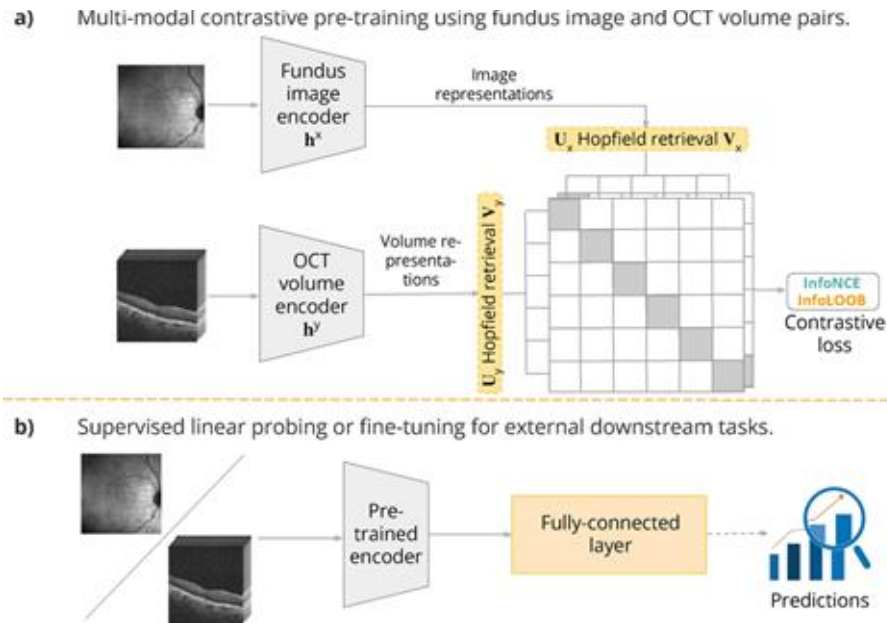 a) Multi-modal contrastive pre-training using fundus image and OCT volume pairs.
Fundus
image
encoder
hˣ
Image
representations
Uₓ Hopfield retrieval Vₓ
OCT
volume
encoder
hʸ
Volume re-
presenta-
tions
U_y Hopfield retrieval V_y
InfoNCE
InfoLOOB
Contrastive
loss
b) Supervised linear probing or fine-tuning for external downstream tasks.
Pre-
trained
encoder
Fully-connected
layer
Predictions